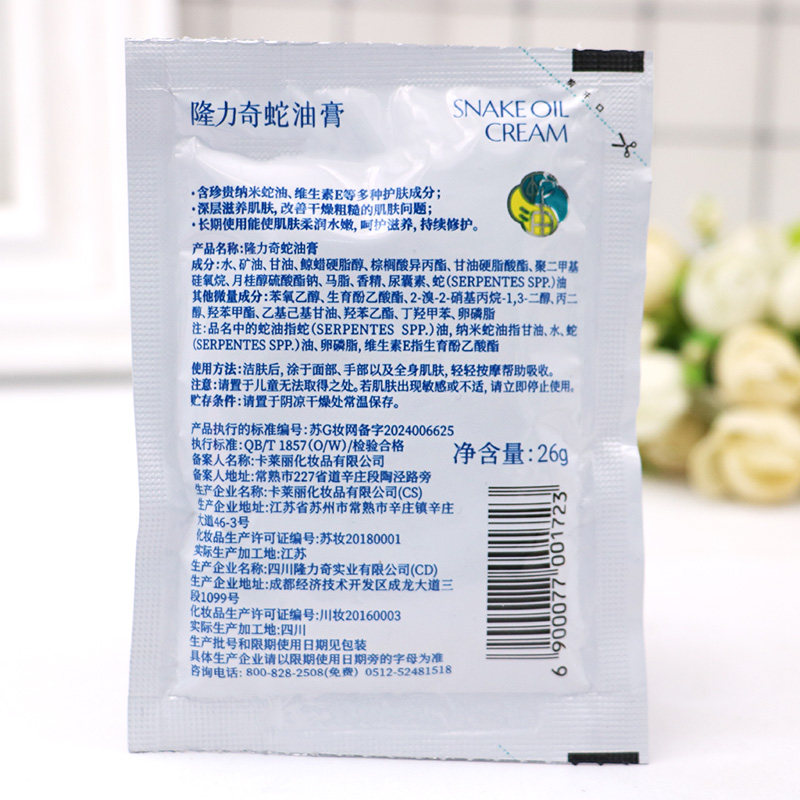 剪开口
隆力奇蛇油膏
SNAKE OIL
CREAM
·含珍贵纳米蛇油、维生素E等多种护肤成分；
·深层滋养肌肤，改善干燥粗糙的肌肤问题；
·长期使用能使肌肤柔润水嫩，呵护滋养，持续修护。
产品名称：隆力奇蛇油膏
成分：水、矿油、甘油、鲸蜡硬脂醇、棕榈酸异丙酯、甘油硬脂酸酯、聚二甲基
硅氧烷、月桂醇硫酸酯钠、马脂、香精、尿囊素、蛇(SERPENTES SPP.)油
其他微量成分：苯氧乙醇、生育酚乙酸酯、2-溴-2-硝基丙烷-1,3-二醇、丙二
醇、羟苯甲酯、乙基己基甘油、羟苯乙酯、丁羟甲苯、卵磷脂
注：品名中的蛇油指蛇(SERPENTES SPP.)油，纳米蛇油指甘油、水、蛇
(SERPENTES SPP.)油、卵磷脂，维生素E指生育酚乙酸酯
使用方法：洁肤后，涂于面部、手部以及全身肌肤，轻轻按摩帮助吸收。
注意：请置于儿童无法取得之处。若肌肤出现敏感或不适，请立即停止使用。
贮存条件：请置于阴凉干燥处常温保存。
产品执行的标准编号：苏G妆网备字2024006625
执行标准：QB/T 1857(O/W)/检验合格
备案人名称：卡莱丽化妆品有限公司
备案人地址：常熟市227省道辛庄段陶泾路旁
生产企业名称：卡莱丽化妆品有限公司(CS)
生产企业地址：江苏省苏州市常熟市辛庄镇辛庄
大道46-3号
化妆品生产许可证编号：苏妆20180001
实际生产加工地：江苏
生产企业名称：四川隆力奇实业有限公司(CD)
生产企业地址：成都经济技术开发区成龙大道三
段1099号
化妆品生产许可证编号：川妆20160003
实际生产加工地：四川
生产批号和限期使用日期见包装
具体生产企业请以限期使用日期旁的字母为准
咨询电话：800-828-2508(免费) 0512-52481518
净含量：26g
6 900077 001723